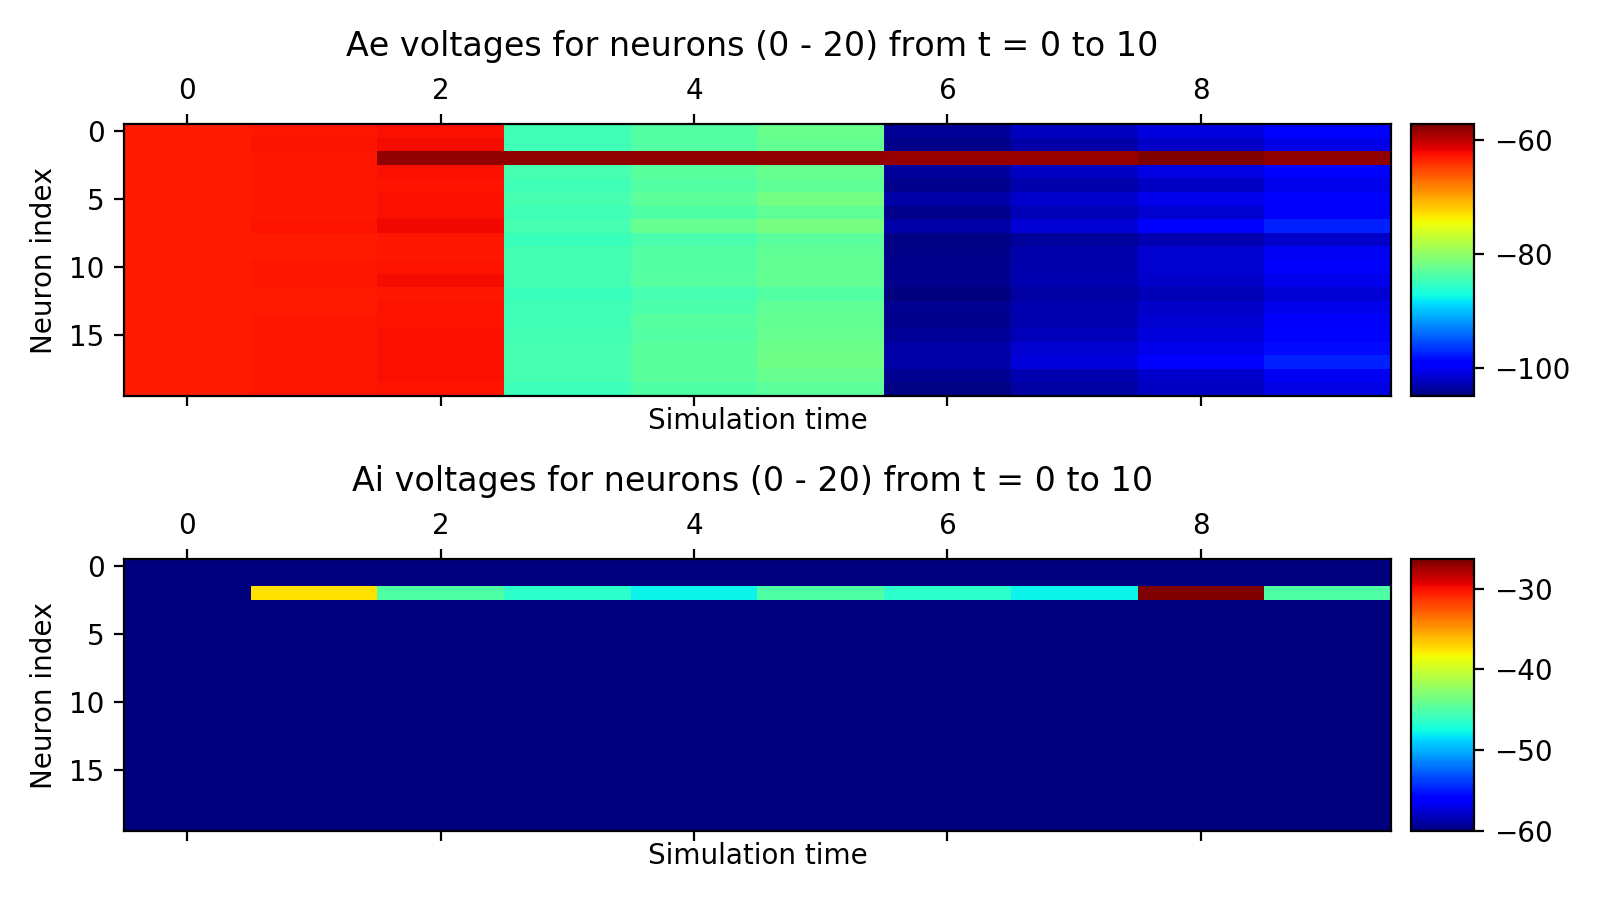 Ae voltages for neurons (0 - 20) from t = 0 to 10
0 2 4 6 8
Neuron index
0
5
10
15
−60
−80
−100
Simulation time
Ai voltages for neurons (0 - 20) from t = 0 to 10
0 2 4 6 8
Neuron index
0
5
10
15
−30
−40
−50
−60
Simulation time